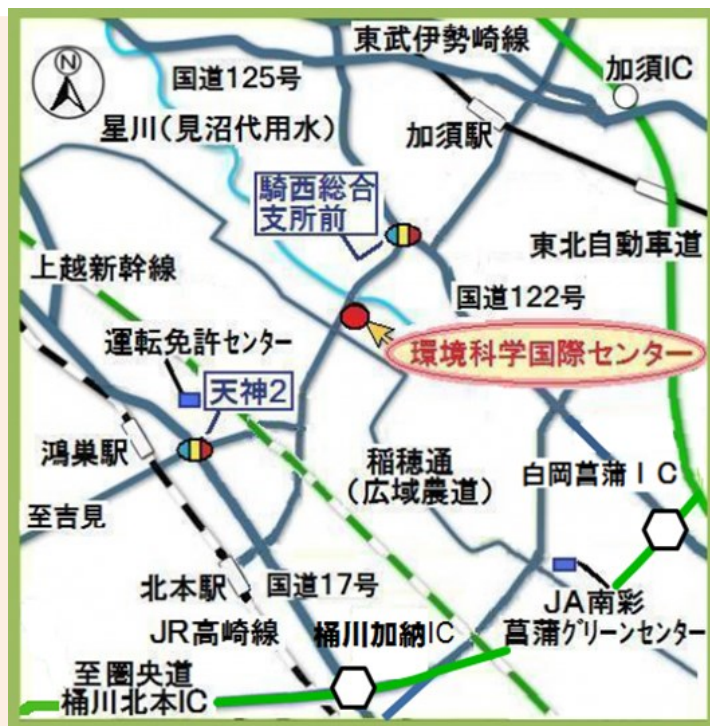 東武伊勢崎線
N
国道125号
加須IC
星川(見沼代用水)
加須駅
騎西総合
支所前
東北自動車道
上越新幹線
国道122号
運転免許センター
環境科学国際センター
天神2
鴻巣駅
稲穂通
(広域農道)
白岡菖蒲IC
至吉見
北本駅
国道17号
JA南彩
菖蒲グリーンセンター
JR高崎線
桶川加納IC
至圏央道
桶川北本IC